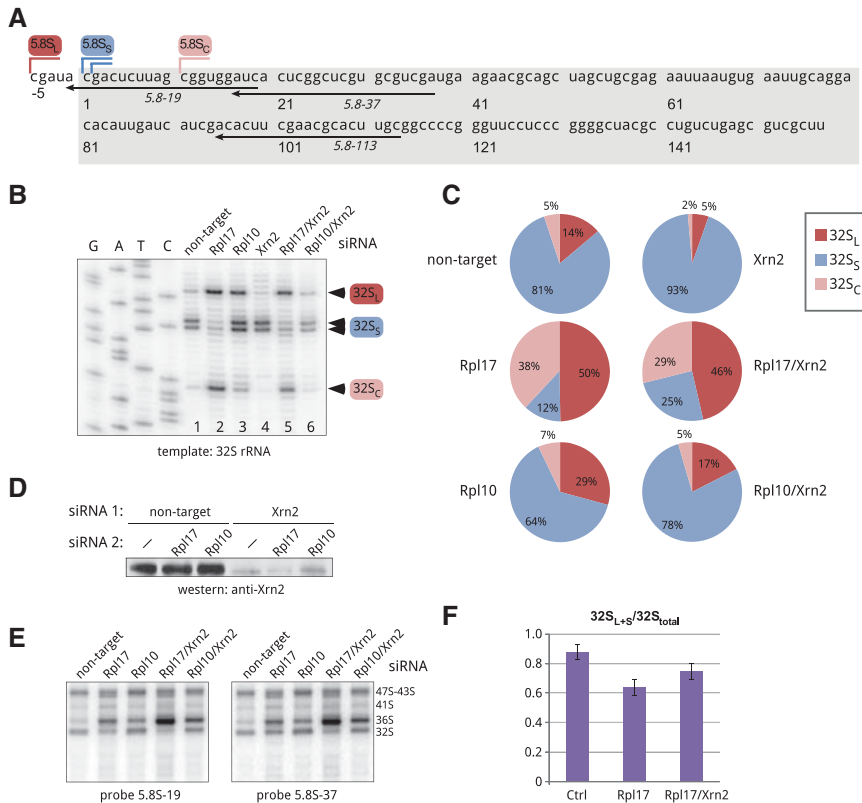 A
5.8SL 5.8SS 5.8SC
cgaua cgacucuuag cgguggauca cucggcucgu gcgucgauga agaacgcagc uagcugcgag aauuaaugug aauugcagga
-5 1 5.8-19 21 5.8-37 41 61
cacauugauc aucgacacuu cgaacgcacu ugcggccccg gguuccuccc ggggcuacgc cugucugagc gucgcuu
81 101 5.8-113 121 141
B
non-target Rpl17 Rpl10 Xrn2 Rpl17/Xrn2 Rpl10/Xrn2 siRNA
G A T C
32SL
32SS
32SC
1 2 3 4 5 6
template: 32S rRNA
C
non-target 5% 14% 81%
2% 5% 93% Xrn2
32SL
32SS
32SC
Rpl17 38% 50% 12%
29% 46% 25% Rpl17/Xrn2
Rpl10 7% 29% 64%
5% 17% 78% Rpl10/Xrn2
D
siRNA 1: non-target Xrn2
siRNA 2: – Rpl17 Rpl10 – Rpl17 Rpl10
western: anti-Xrn2
E
non-target Rpl17 Rpl10 Rpl17/Xrn2 Rpl10/Xrn2
non-target Rpl17 Rpl10 Rpl17/Xrn2 Rpl10/Xrn2 siRNA
47S-43S
41S
36S
32S
probe 5.8S-19 probe 5.8S-37
F
32SL+S/32Stotal
1.0
0.8
0.6
0.4
0.2
0
Ctrl Rpl17 Rpl17/Xrn2